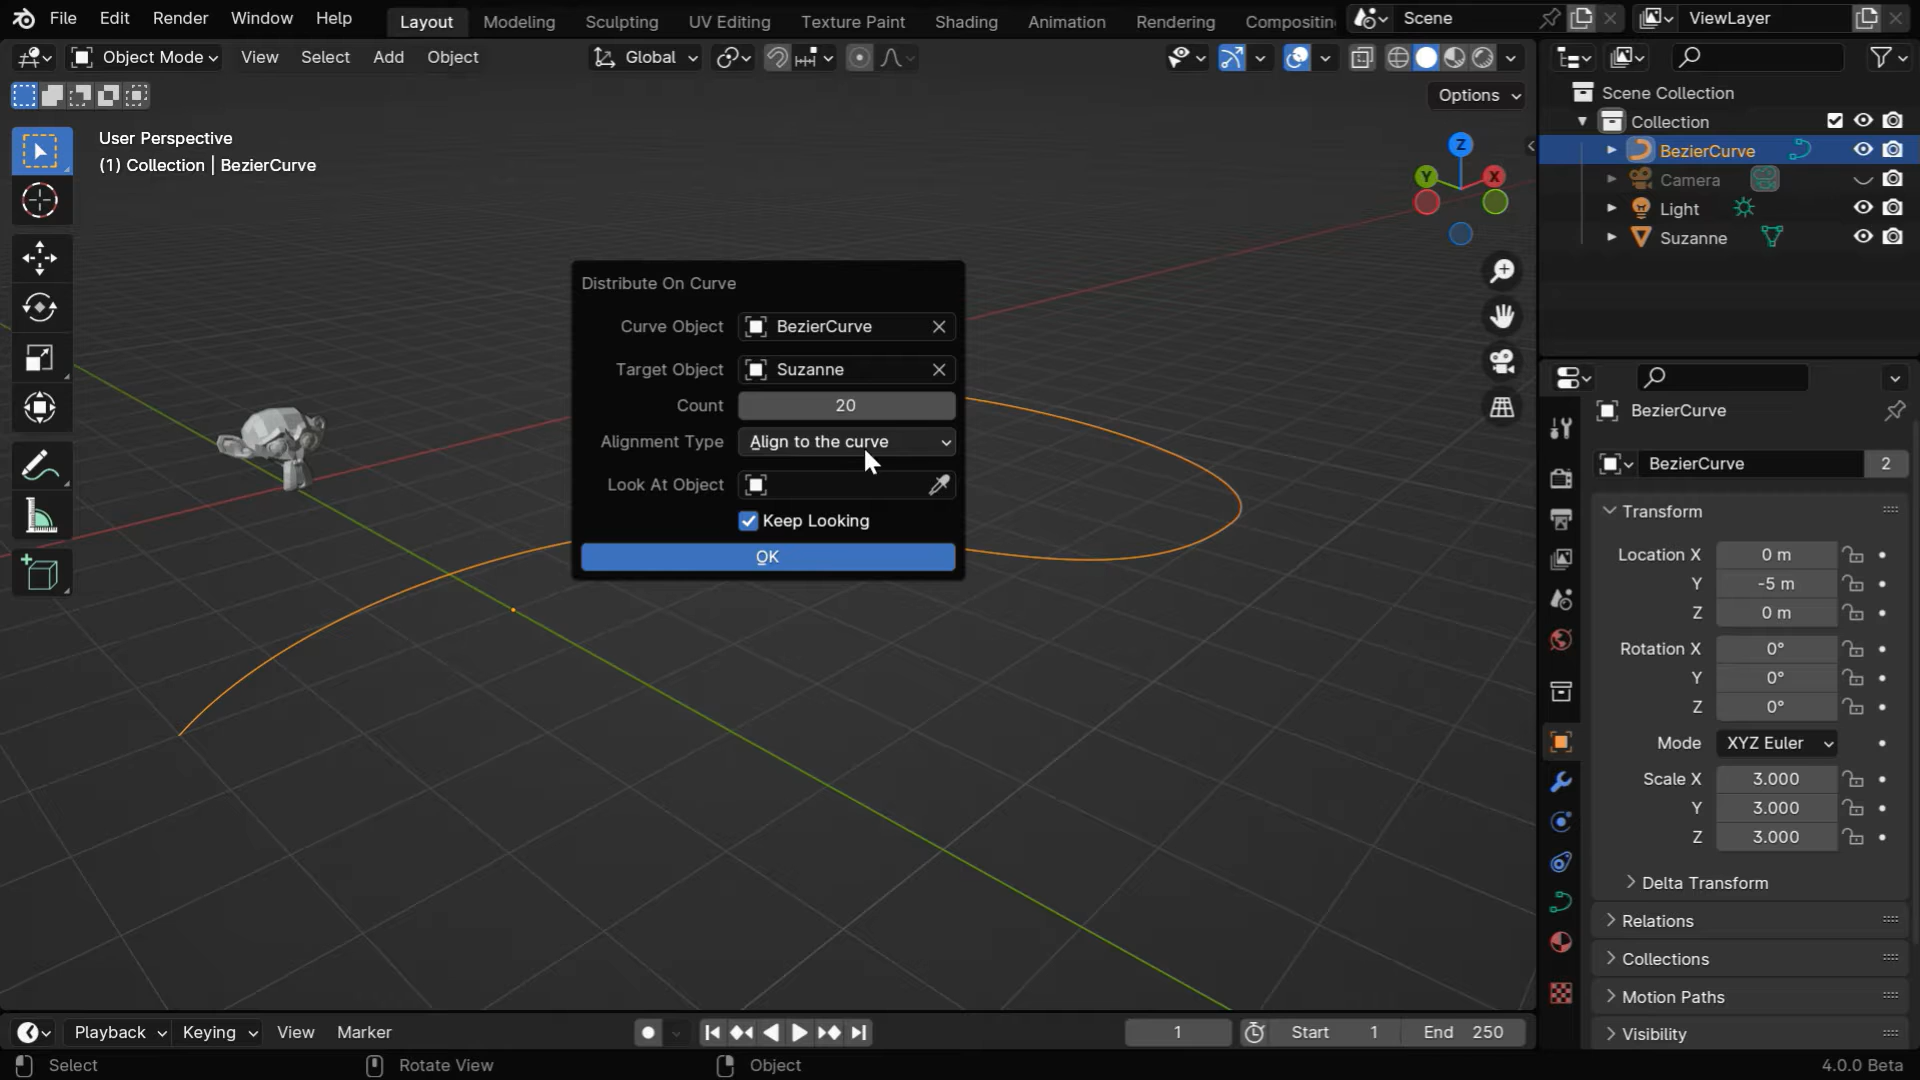 File Edit Render Window Help Layout Modeling Sculpting UV Editing Texture Paint Shading Animation Rendering Compositin Scene ViewLayer
Object Mode View Select Add Object Global
Options
User Perspective
(1) Collection | BezierCurve
Z
Y
X
Distribute On Curve
Curve Object BezierCurve
Target Object Suzanne
Count 20
Alignment Type Align to the curve
Look At Object
Keep Looking
OK
Scene Collection
Collection
BezierCurve
Camera
Light
Suzanne
BezierCurve
BezierCurve 2
Transform
Location X 0 m
Y -5 m
Z 0 m
Rotation X 0°
Y 0°
Z 0°
Mode XYZ Euler
Scale X 3.000
Y 3.000
Z 3.000
Delta Transform
Relations
Collections
Motion Paths
Visibility
Playback Keying View Marker 1 Start 1 End 250
Select Rotate View Object 4.0.0 Beta